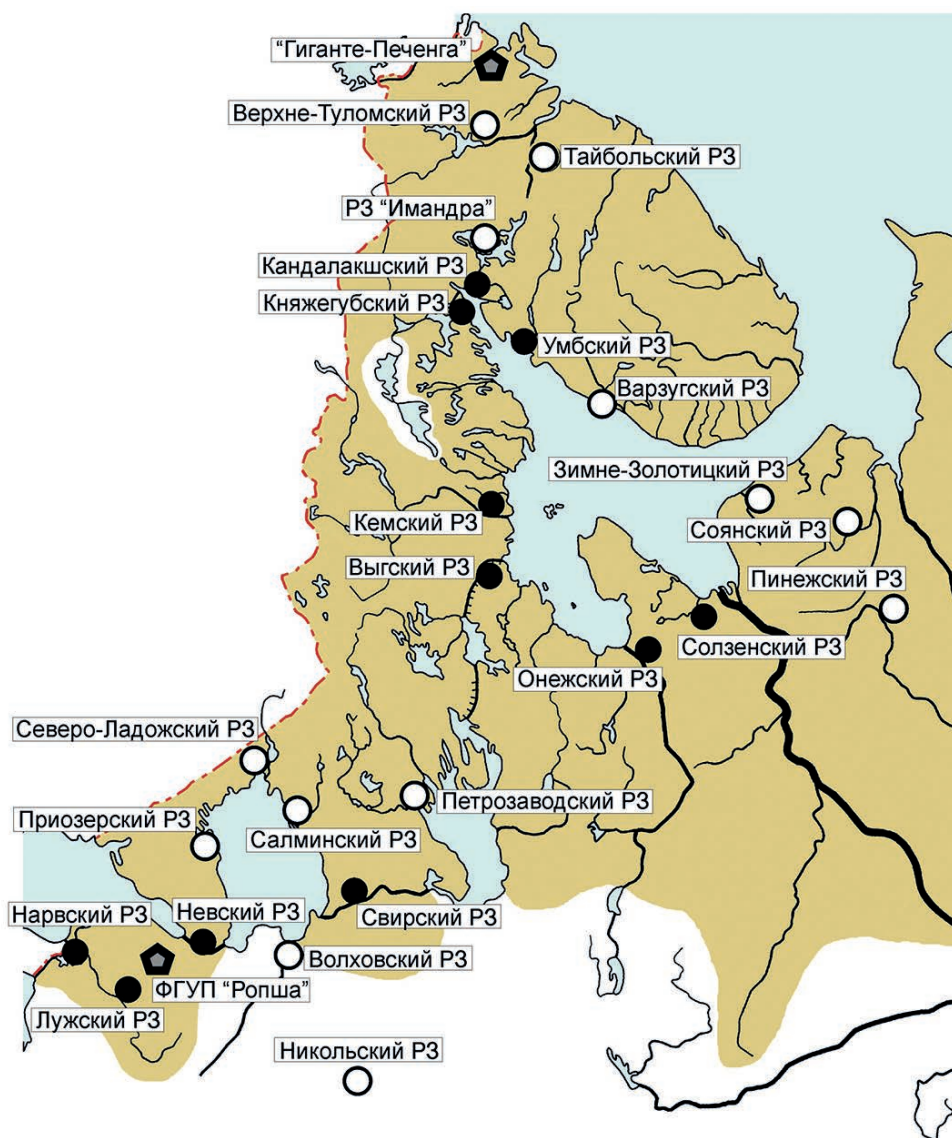 “Гиганте-Печенга”
Верхне-Туломский РЗ
Тайбольский РЗ
РЗ “Имандра”
Кандалакшский РЗ
Княжегубский РЗ
Умбский РЗ
Варзугский РЗ
Зимне-Золотицкий РЗ
Кемский РЗ
Соянский РЗ
Выгский РЗ
Пинежский РЗ
Солзенский РЗ
Онежский РЗ
Северо-Ладожский РЗ
Петрозаводский РЗ
Приозерский РЗ
Салминский РЗ
Нарвский РЗ
Невский РЗ
Свирский РЗ
Волховский РЗ
ФГУП “Ропша”
Лужский РЗ
Никольский РЗ